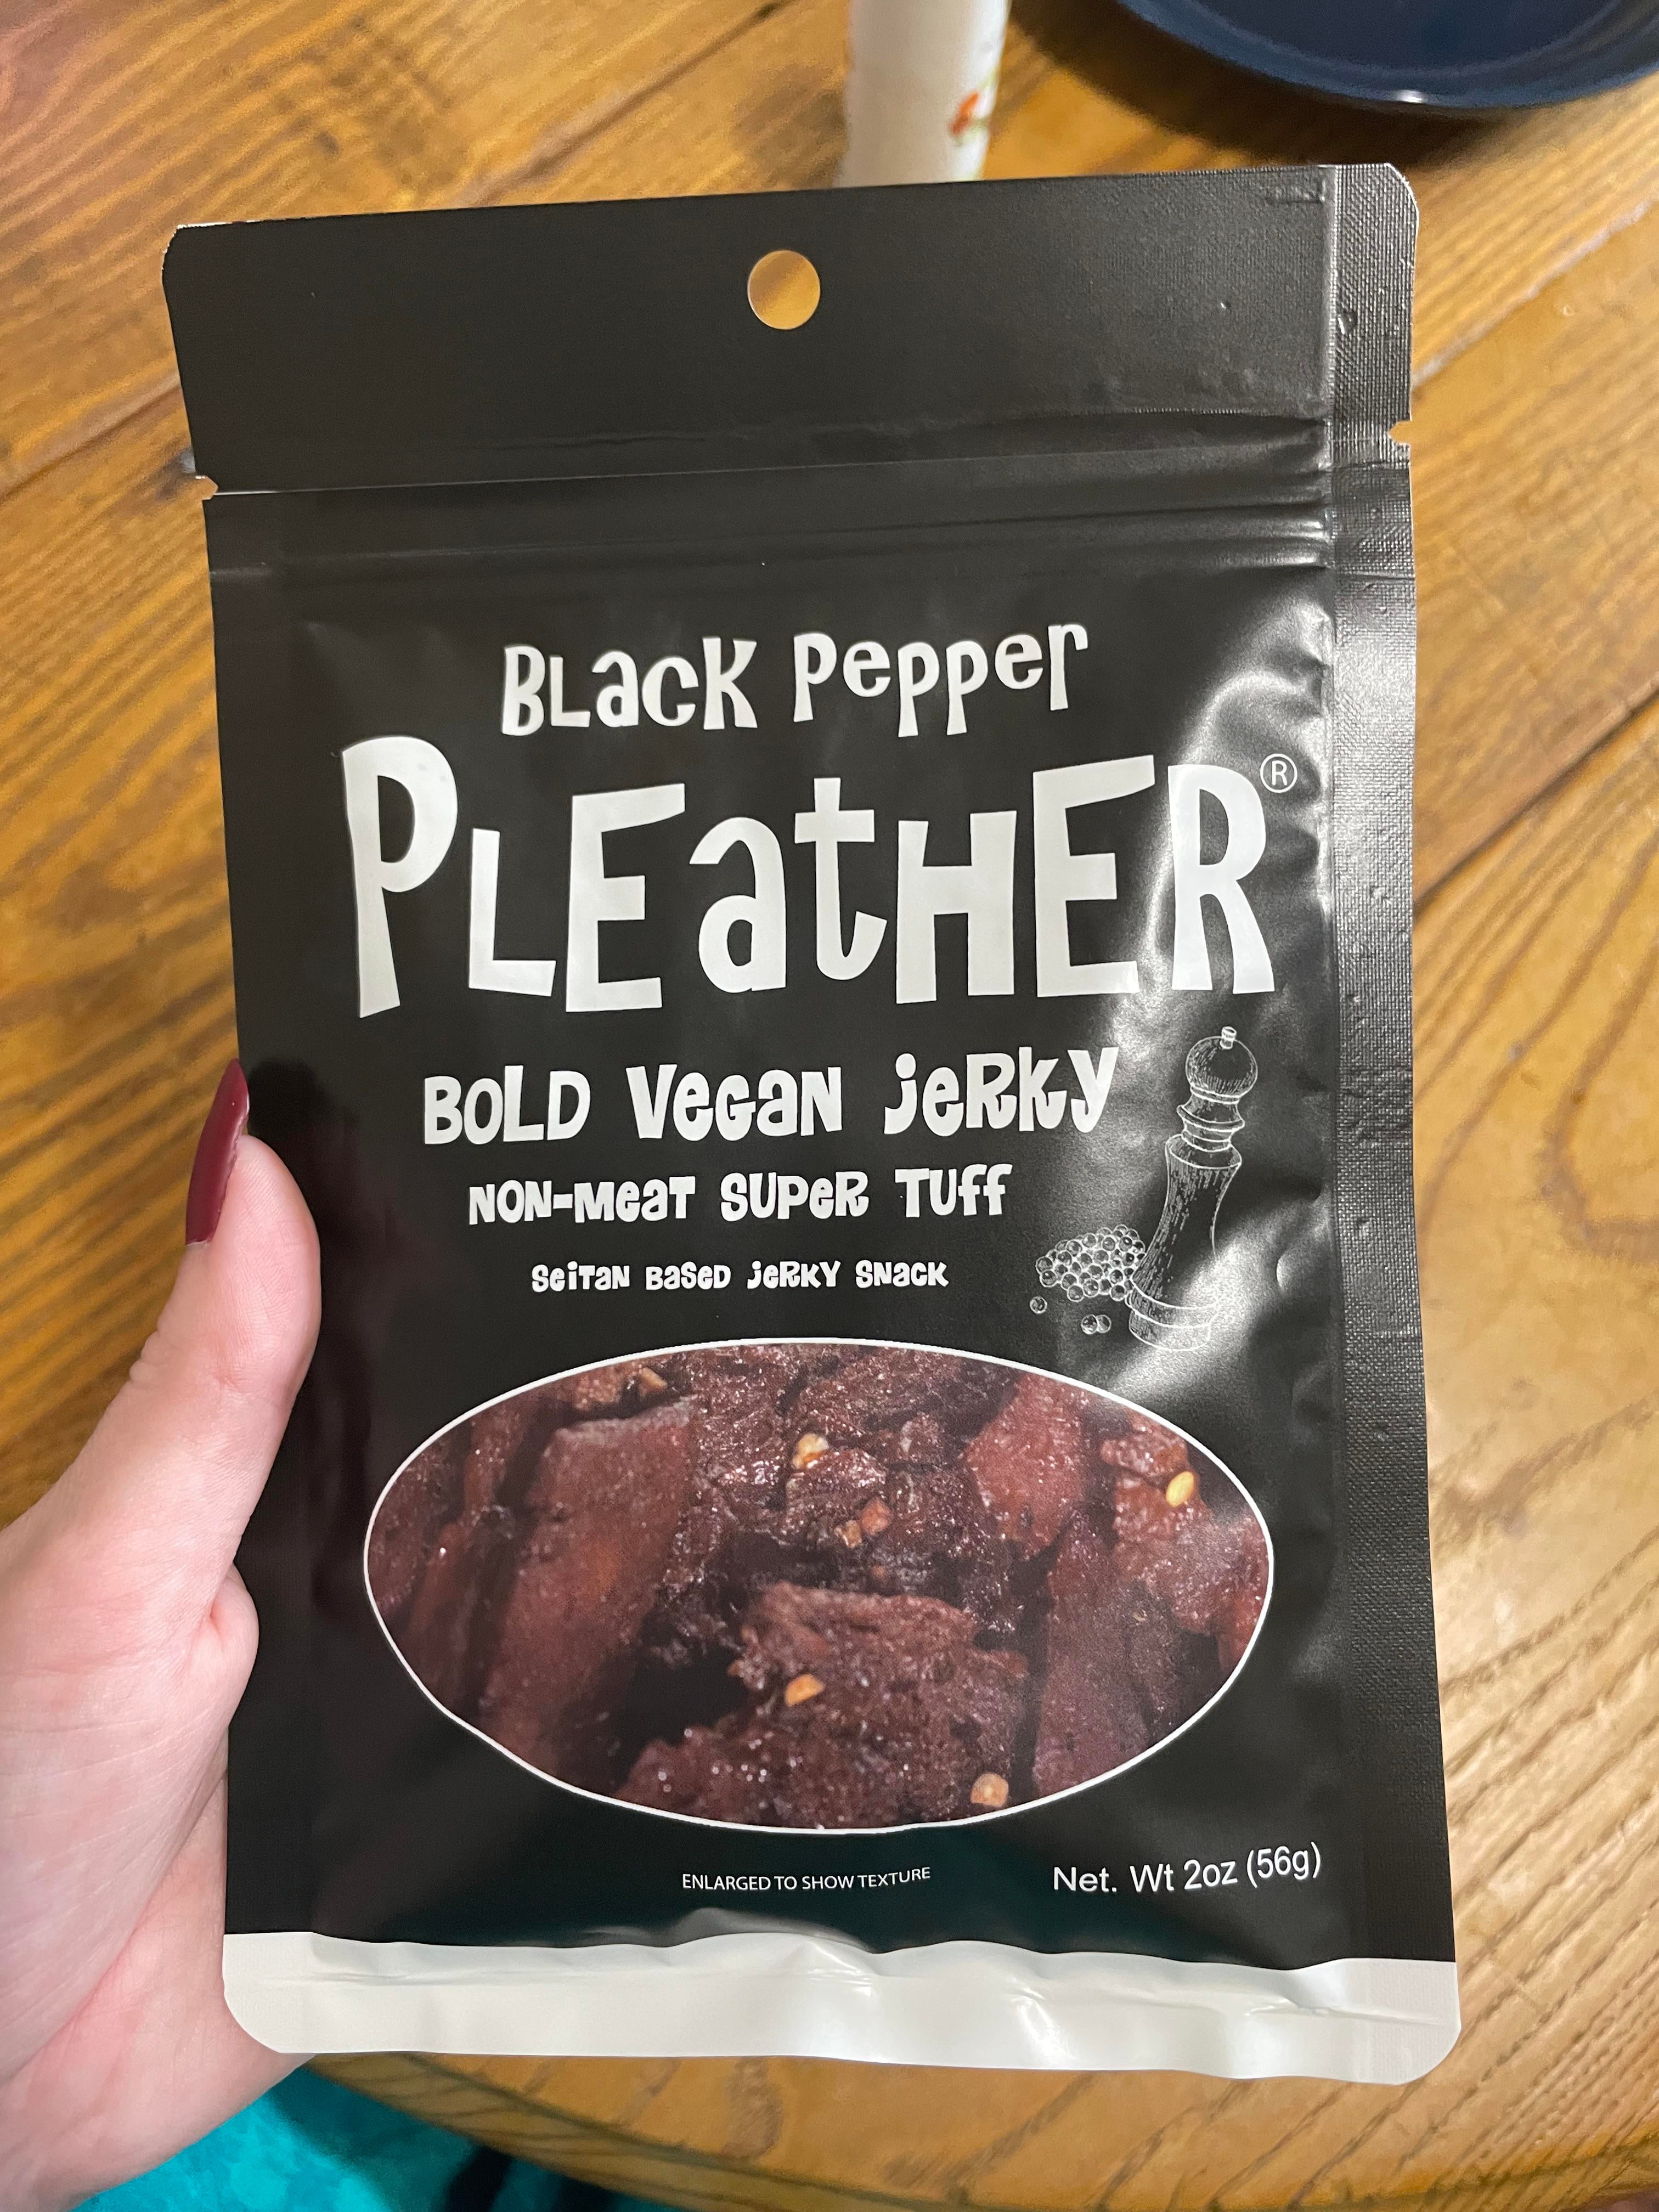 BLaCK PePPeR
PLEatHER®
BOLD VeGaN JeRKy
NON-MeaT SUPeR TUff
SeiTaN BaSeD JeRKY SNaCK
ENLARGED TO SHOW TEXTURE
Net. Wt 2oz (56g)